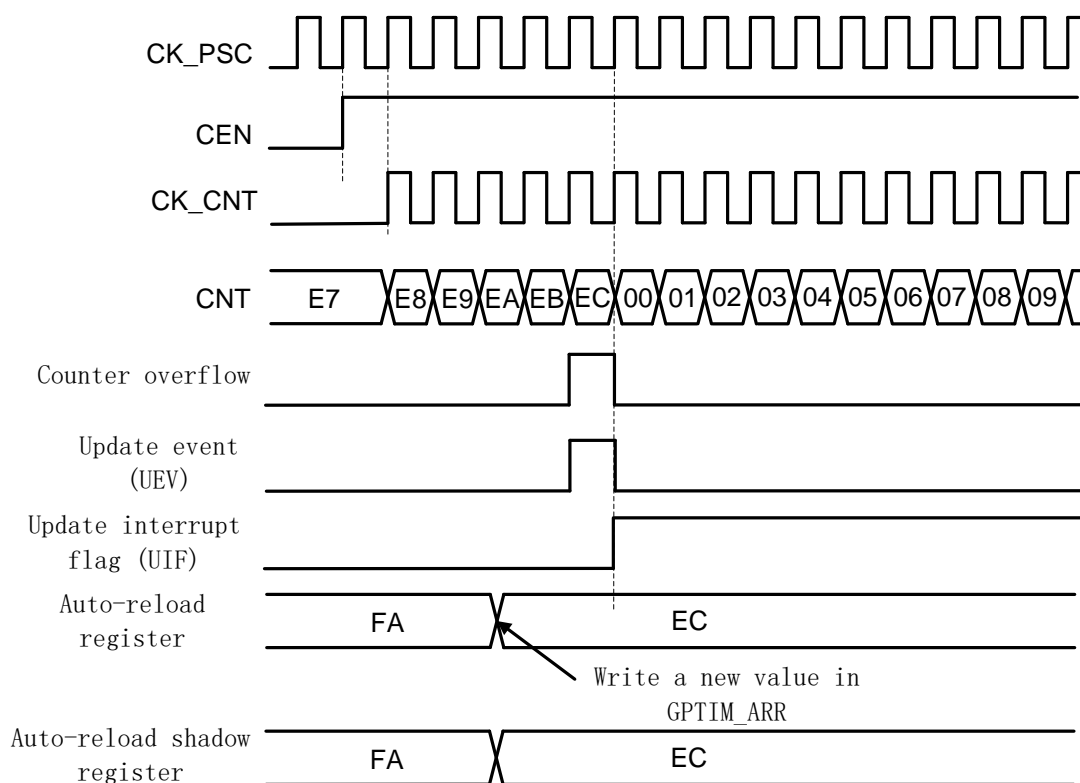 CK_PSC
CEN
CK_CNT
CNT
E7 E8 E9 EA EB EC 00 01 02 03 04 05 06 07 08 09
Counter overflow
Update event
(UEV)
Update interrupt
flag (UIF)
Auto-reload
register
FA EC
Write a new value in
GPTIM_ARR
Auto-reload shadow
register
FA EC